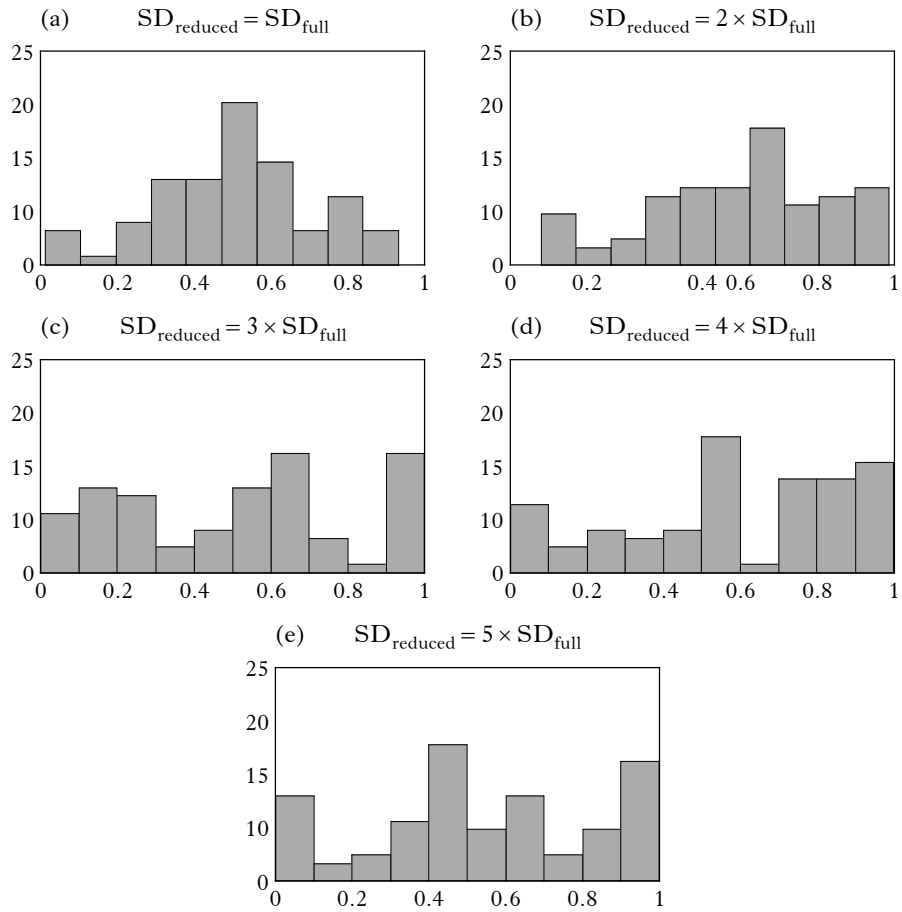 (a) SD_reduced = SD_full
25
20
15
10
0
0 0.2 0.4 0.6 0.8 1
(b) SD_reduced = 2 × SD_full
25
20
15
10
0
0 0.2 0.4 0.6 0.8 1
(c) SD_reduced = 3 × SD_full
25
20
15
10
0
0 0.2 0.4 0.6 0.8 1
(d) SD_reduced = 4 × SD_full
25
20
15
10
0
0 0.2 0.4 0.6 0.8 1
(e) SD_reduced = 5 × SD_full
25
20
15
10
0
0 0.2 0.4 0.6 0.8 1